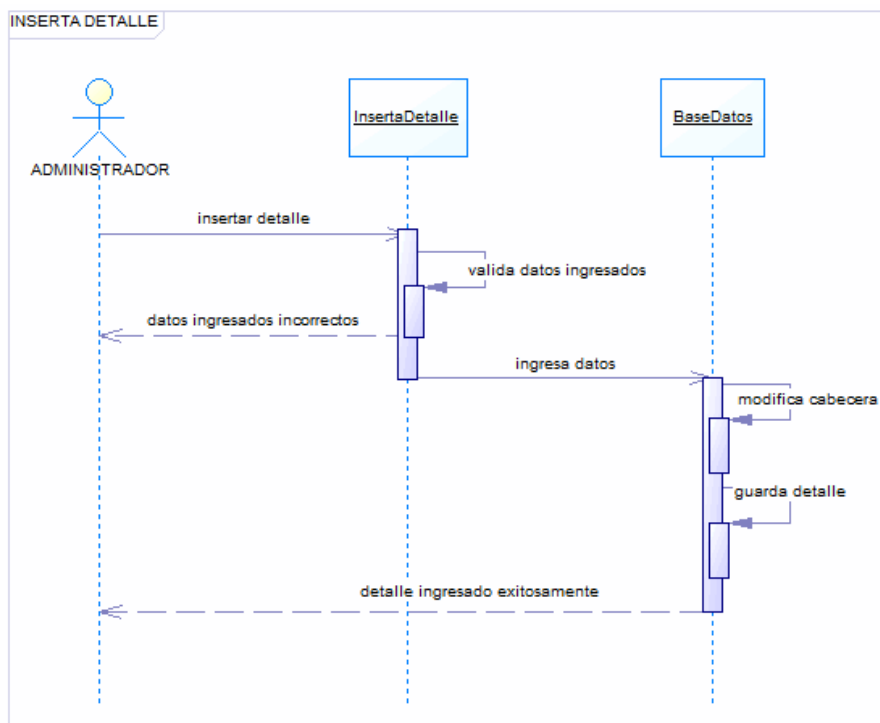 INSERTA DETALLE
InsertaDetalle
BaseDatos
ADMINISTRADOR
insertar detalle
valida datos ingresados
datos ingresados incorrectos
ingresa datos
modifica cabecera
guarda detalle
detalle ingresado exitosamente